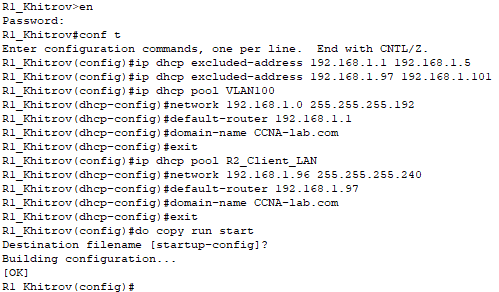 R1_Khitrov>en
Password:
R1_Khitrov#conf t
Enter configuration commands, one per line.  End with CNTL/Z.
R1_Khitrov(config)#ip dhcp excluded-address 192.168.1.1 192.168.1.5
R1_Khitrov(config)#ip dhcp excluded-address 192.168.1.97 192.168.1.101
R1_Khitrov(config)#ip dhcp pool VLAN100
R1_Khitrov(dhcp-config)#network 192.168.1.0 255.255.255.192
R1_Khitrov(dhcp-config)#default-router 192.168.1.1
R1_Khitrov(dhcp-config)#domain-name CCNA-lab.com
R1_Khitrov(dhcp-config)#exit
R1_Khitrov(config)#ip dhcp pool R2_Client_LAN
R1_Khitrov(dhcp-config)#network 192.168.1.96 255.255.255.240
R1_Khitrov(dhcp-config)#default-router 192.168.1.97
R1_Khitrov(dhcp-config)#domain-name CCNA-lab.com
R1_Khitrov(dhcp-config)#exit
R1_Khitrov(config)#do copy run start
Destination filename [startup-config]?
Building configuration...
[OK]
R1 Khitrov(config)#